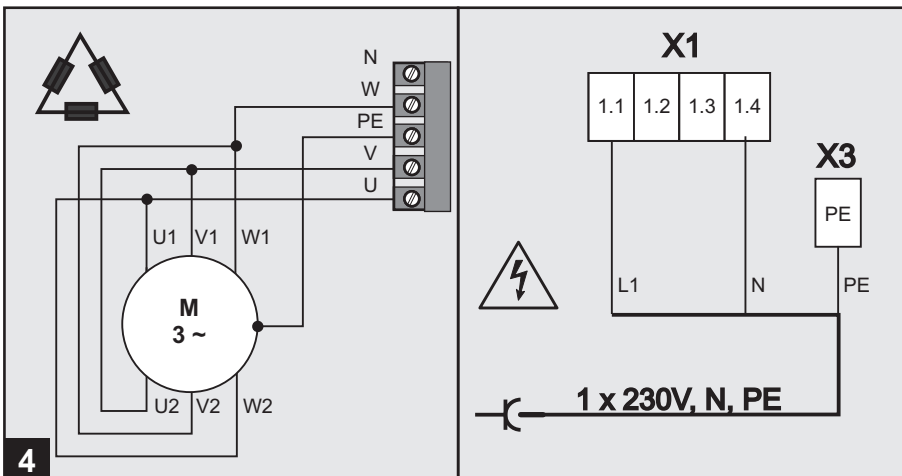 N
W
PE
V
U
U1 V1 W1
M
3 ~
U2 V2 W2
4
X1
1.1 1.2 1.3 1.4
X3
PE
L1 N PE
1 x 230V, N, PE